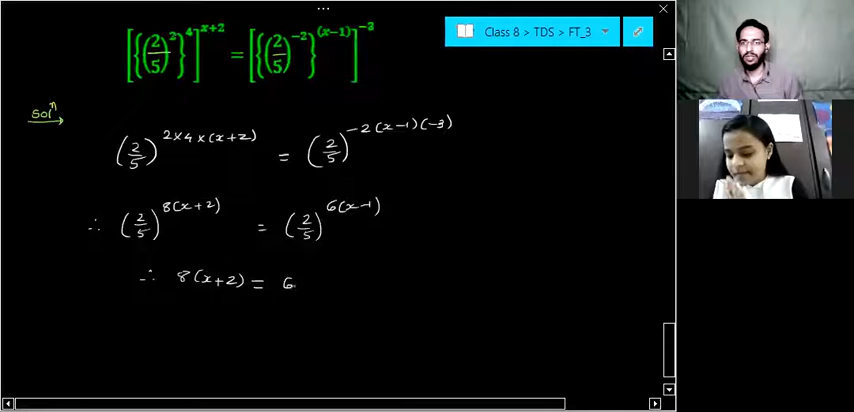 [{((2/5)^2)}^4]^(x+2) = [{(2/5)^-2}^(x-1)]^-3
Class 8 > TDS > FT_3
Solⁿ
(2/5)^2×4×(x+2) = (2/5)^-2(x-1)(-3)
∴ (2/5)^8(x+2) = (2/5)^6(x-1)
∴ 8(x+2) = 6